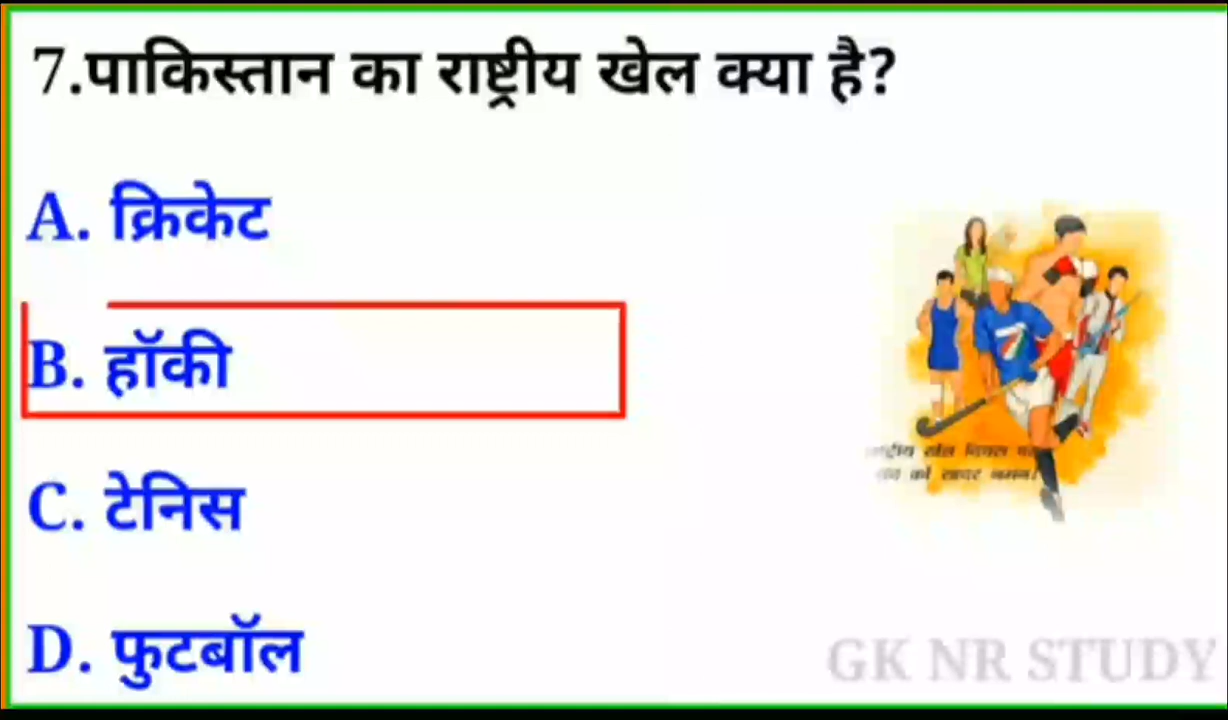 7.पाकिस्तान का राष्ट्रीय खेल क्या है?
A. क्रिकेट
B. हॉकी
C. टेनिस
D. फुटबॉल
GK NR STUDY